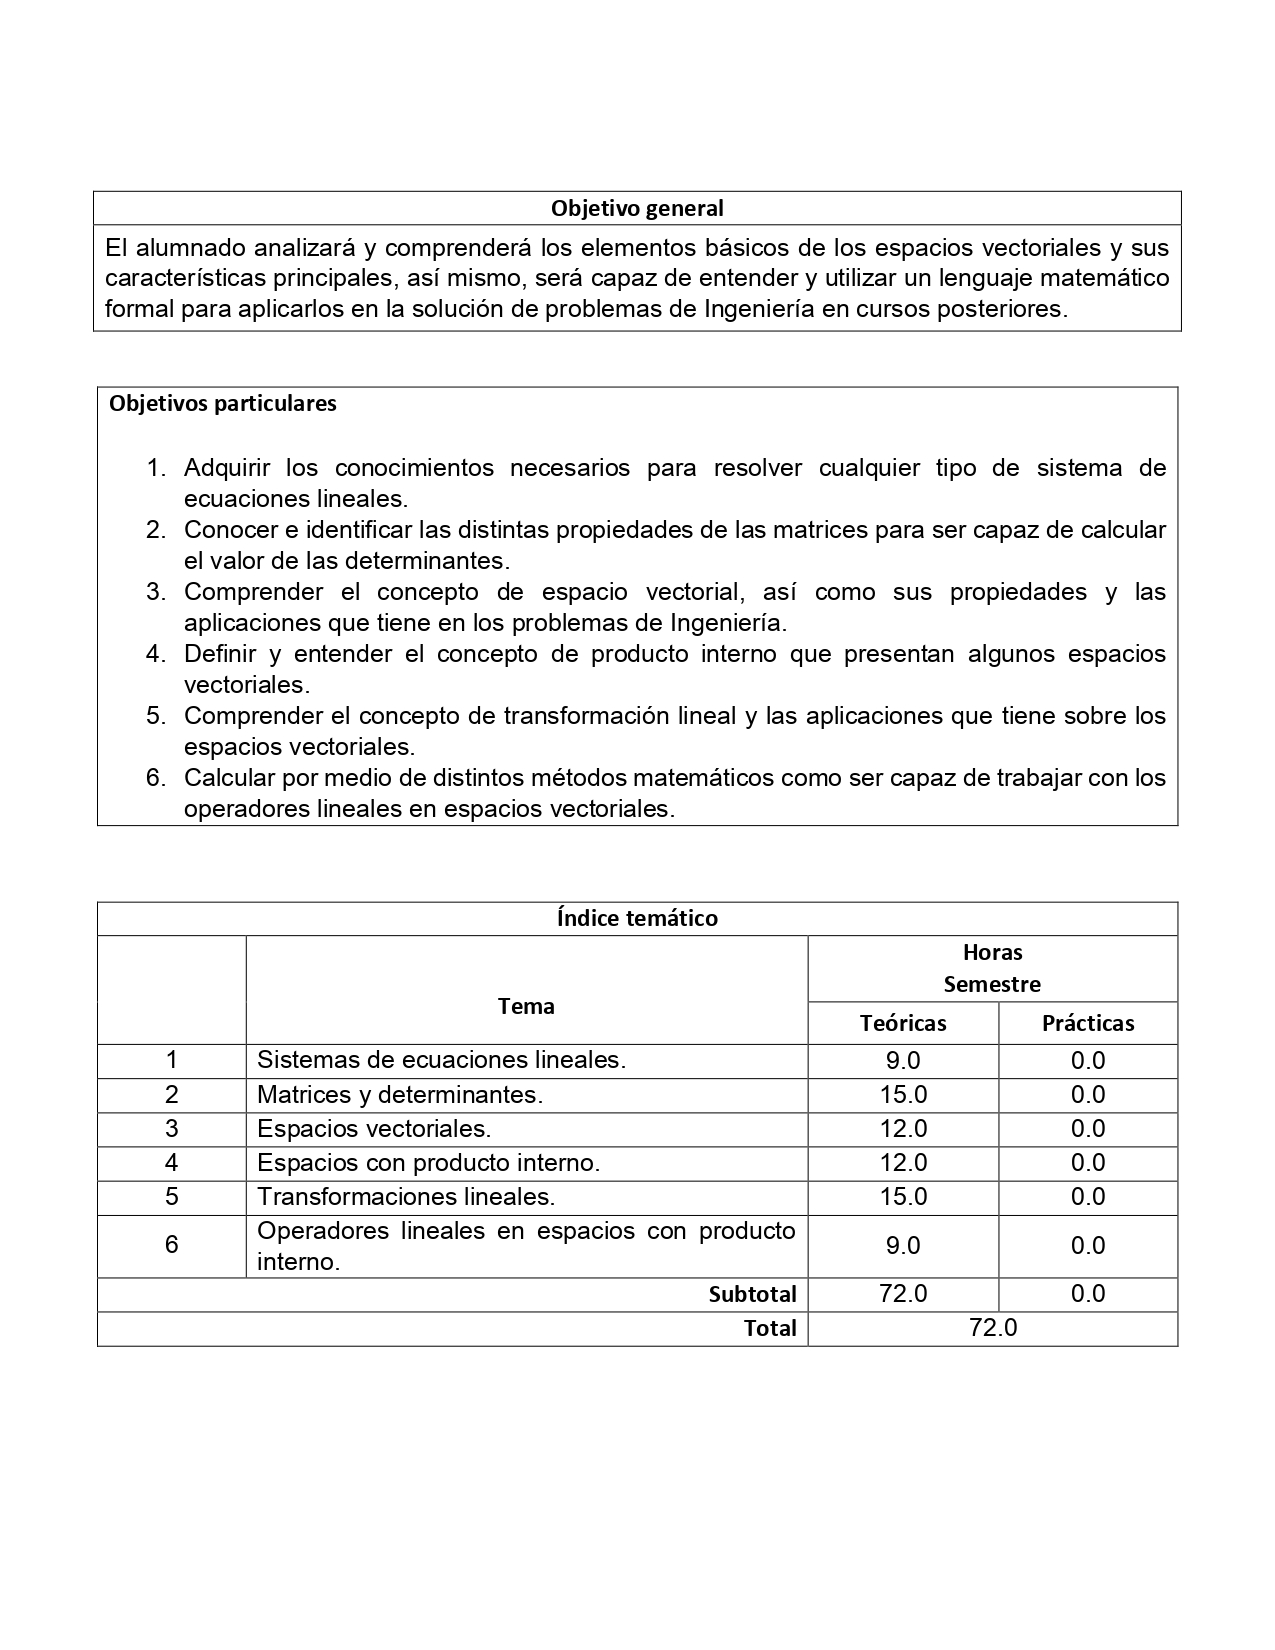 Objetivo general
El alumnado analizará y comprenderá los elementos básicos de los espacios vectoriales y sus
características principales, así mismo, será capaz de entender y utilizar un lenguaje matemático
formal para aplicarlos en la solución de problemas de Ingeniería en cursos posteriores.
Objetivos particulares
1. Adquirir los conocimientos necesarios para resolver cualquier tipo de sistema de
ecuaciones lineales.
2. Conocer e identificar las distintas propiedades de las matrices para ser capaz de calcular
el valor de las determinantes.
3. Comprender el concepto de espacio vectorial, así como sus propiedades y las
aplicaciones que tiene en los problemas de Ingeniería.
4. Definir y entender el concepto de producto interno que presentan algunos espacios
vectoriales.
5. Comprender el concepto de transformación lineal y las aplicaciones que tiene sobre los
espacios vectoriales.
6. Calcular por medio de distintos métodos matemáticos como ser capaz de trabajar con los
operadores lineales en espacios vectoriales.
Índice temático
Tema
Horas
Semestre
Teóricas Prácticas
1 Sistemas de ecuaciones lineales. 9.0 0.0
2 Matrices y determinantes. 15.0 0.0
3 Espacios vectoriales. 12.0 0.0
4 Espacios con producto interno. 12.0 0.0
5 Transformaciones lineales. 15.0 0.0
6 Operadores lineales en espacios con producto
interno. 9.0 0.0
Subtotal 72.0 0.0
Total 72.0